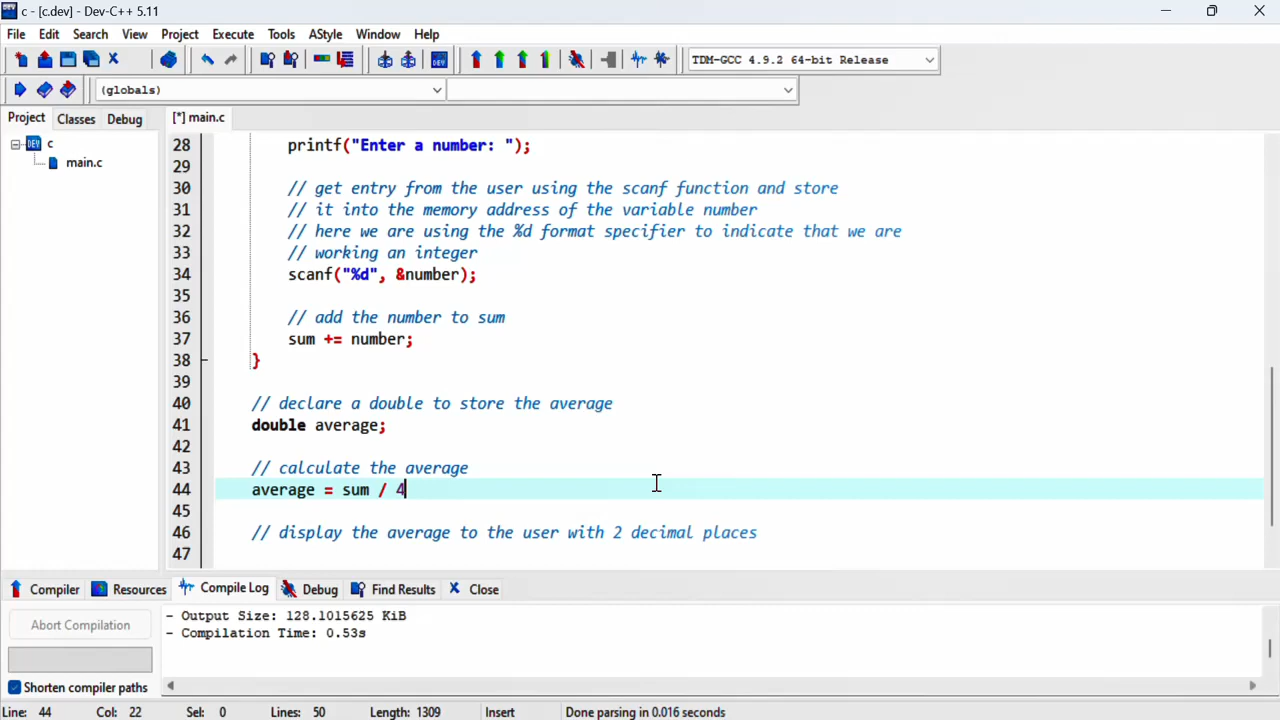 c - [c.dev] - Dev-C++ 5.11
File Edit Search View Project Execute Tools AStyle Window Help
TDM-GCC 4.9.2 64-bit Release
(globals)
Project Classes Debug [*] main.c
c
main.c
28 printf("Enter a number: ");
29
30 // get entry from the user using the scanf function and store
31 // it into the memory address of the variable number
32 // here we are using the %d format specifier to indicate that we are
33 // working an integer
34 scanf("%d", &number);
35
36 // add the number to sum
37 sum += number;
38 }
39
40 // declare a double to store the average
41 double average;
42
43 // calculate the average
44 average = sum / 4
45
46 // display the average to the user with 2 decimal places
47
Compiler Resources Compile Log Debug Find Results Close
Abort Compilation
- Output Size: 128.1015625 KiB
- Compilation Time: 0.53s
Shorten compiler paths
Line: 44 Col: 22 Sel: 0 Lines: 50 Length: 1309 Insert Done parsing in 0.016 seconds